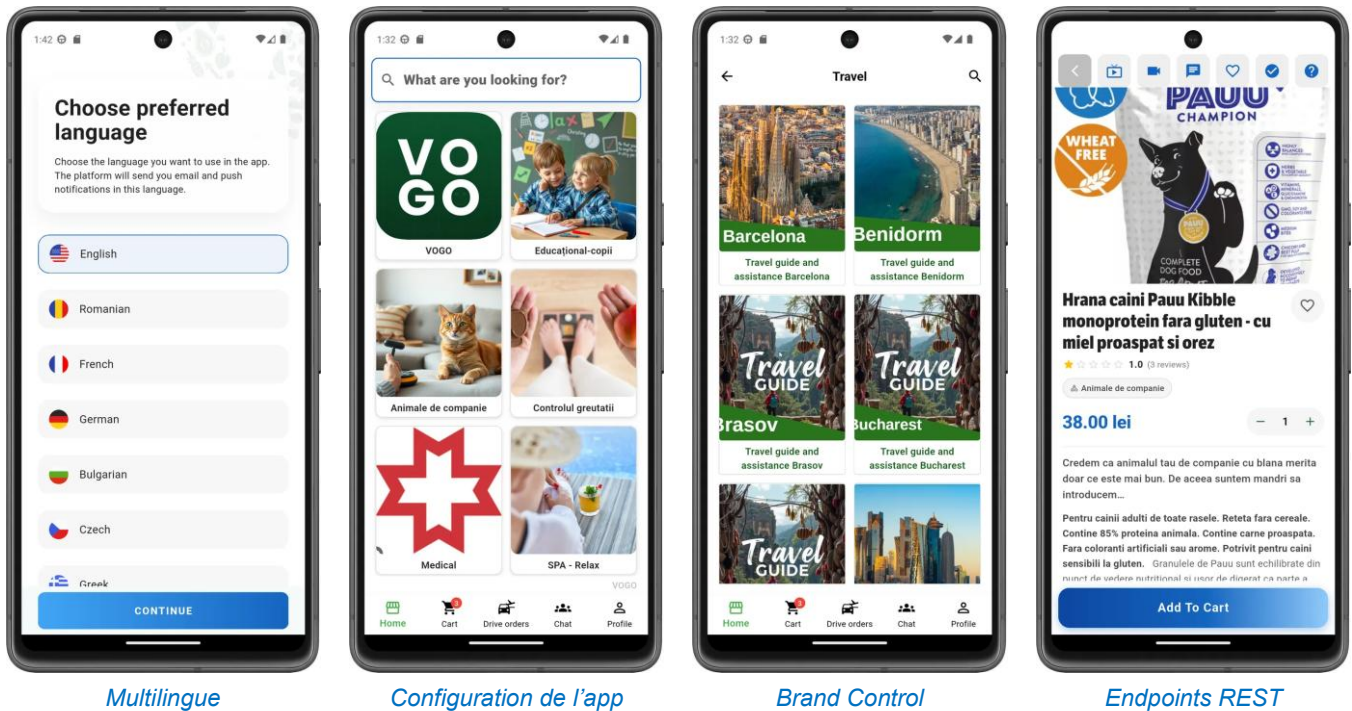 1:42
Choose preferred
language
Choose the language you want to use in the app.
The platform will send you email and push
notifications in this language.
English
Romanian
French
German
Bulgarian
Czech
Greek
CONTINUE
Multilingue
1:32
What are you looking for?
VO
GO
VOGO
Educațional-copii
Animale de companie
Controlul greutatii
Medical
SPA - Relax
VOGO
3
Home
Cart
Drive orders
Chat
Profile
Configuration de l’app
1:32
Travel
Barcelona
Travel guide and
assistance Barcelona
Benidorm
Travel guide and
assistance Benidorm
Travel
GUIDE
Brasov
Travel guide and
assistance Brasov
Travel
GUIDE
Bucharest
Travel guide and
assistance Bucharest
Travel
GUIDE
3
Home
Cart
Drive orders
Chat
Profile
Brand Control
PAUU
CHAMPION
WHEAT
FREE
COMPLETE
DOG FOOD
Hrana caini Pauu Kibble
monoprotein fara gluten - cu
miel proaspat si orez
1.0 (3 reviews)
Animale de companie
38.00 lei
− 1 +
Credem ca animalul tau de companie cu blana merita
doar ce este mai bun. De aceea suntem mandri sa
introducem...
Pentru cainii adulti de toate rasele. Reteta fara cereale.
Contine 85% proteina animala. Contine carne proaspata.
Fara coloranti artificiali sau arome. Potrivit pentru caini
sensibili la gluten. Granulele de Pauu sunt echilibrate din
punct de vedere nutritional si usor de digerat ca parte a
Add To Cart
Endpoints REST